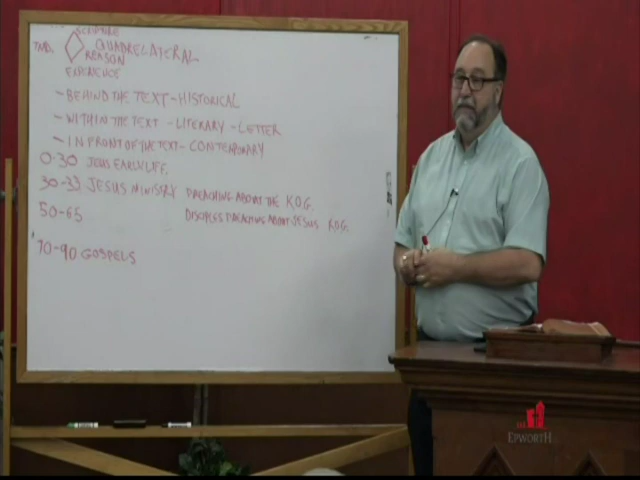 SCRIPTURE
TRAD. QUADRELATERAL
REASON
EXPERIENCE
- BEHIND THE TEXT - HISTORICAL
- WITHIN THE TEXT - LITERARY - LETTER
- IN FRONT OF THE TEXT - CONTEMPORARY
0-30 JESUS EARLY LIFE.
30-33 JESUS MINISTRY PREACHING ABOUT THE K.O.G.
50-65 DISCIPLES PREACHING ABOUT JESUS K.O.G.
70-90 GOSPELS
EPWORTH